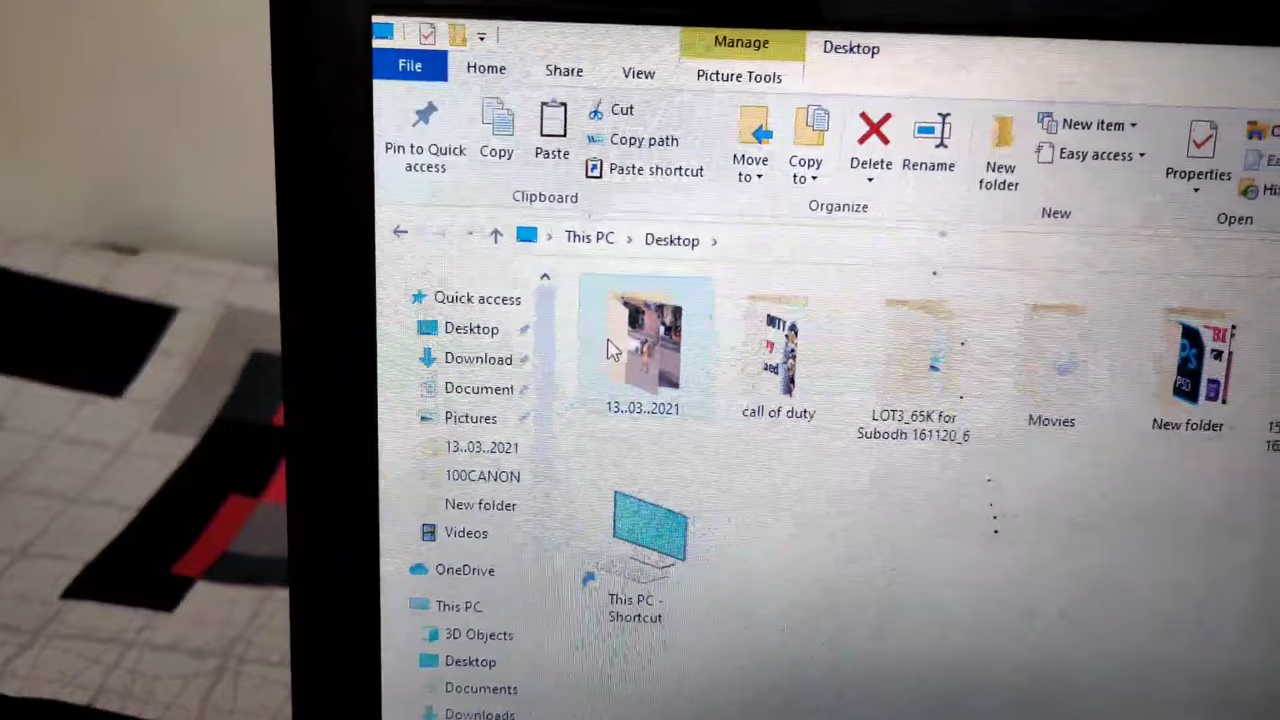 Manage
Desktop
File
Home
Share
View
Picture Tools
Pin to Quick
access
Copy
Paste
Cut
Copy path
Paste shortcut
Clipboard
Move
to
Copy
to
Delete
Rename
Organize
New
folder
New item
Easy access
New
Properties
Open
This PC
Desktop
Quick access
Desktop
Download
Document
Pictures
13..03..2021
100CANON
New folder
Videos
OneDrive
This PC
3D Objects
Desktop
Documents
Downloads
13..03..2021
DUTY
call of duty
LOT3_65K for
Subodh 161120_6
Movies
Ps
PSD
New folder
This PC -
Shortcut